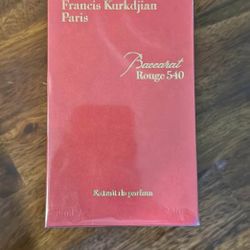 Francis Kurkdjian
Paris
Baccarat
Rouge 540
Extrait de parfum